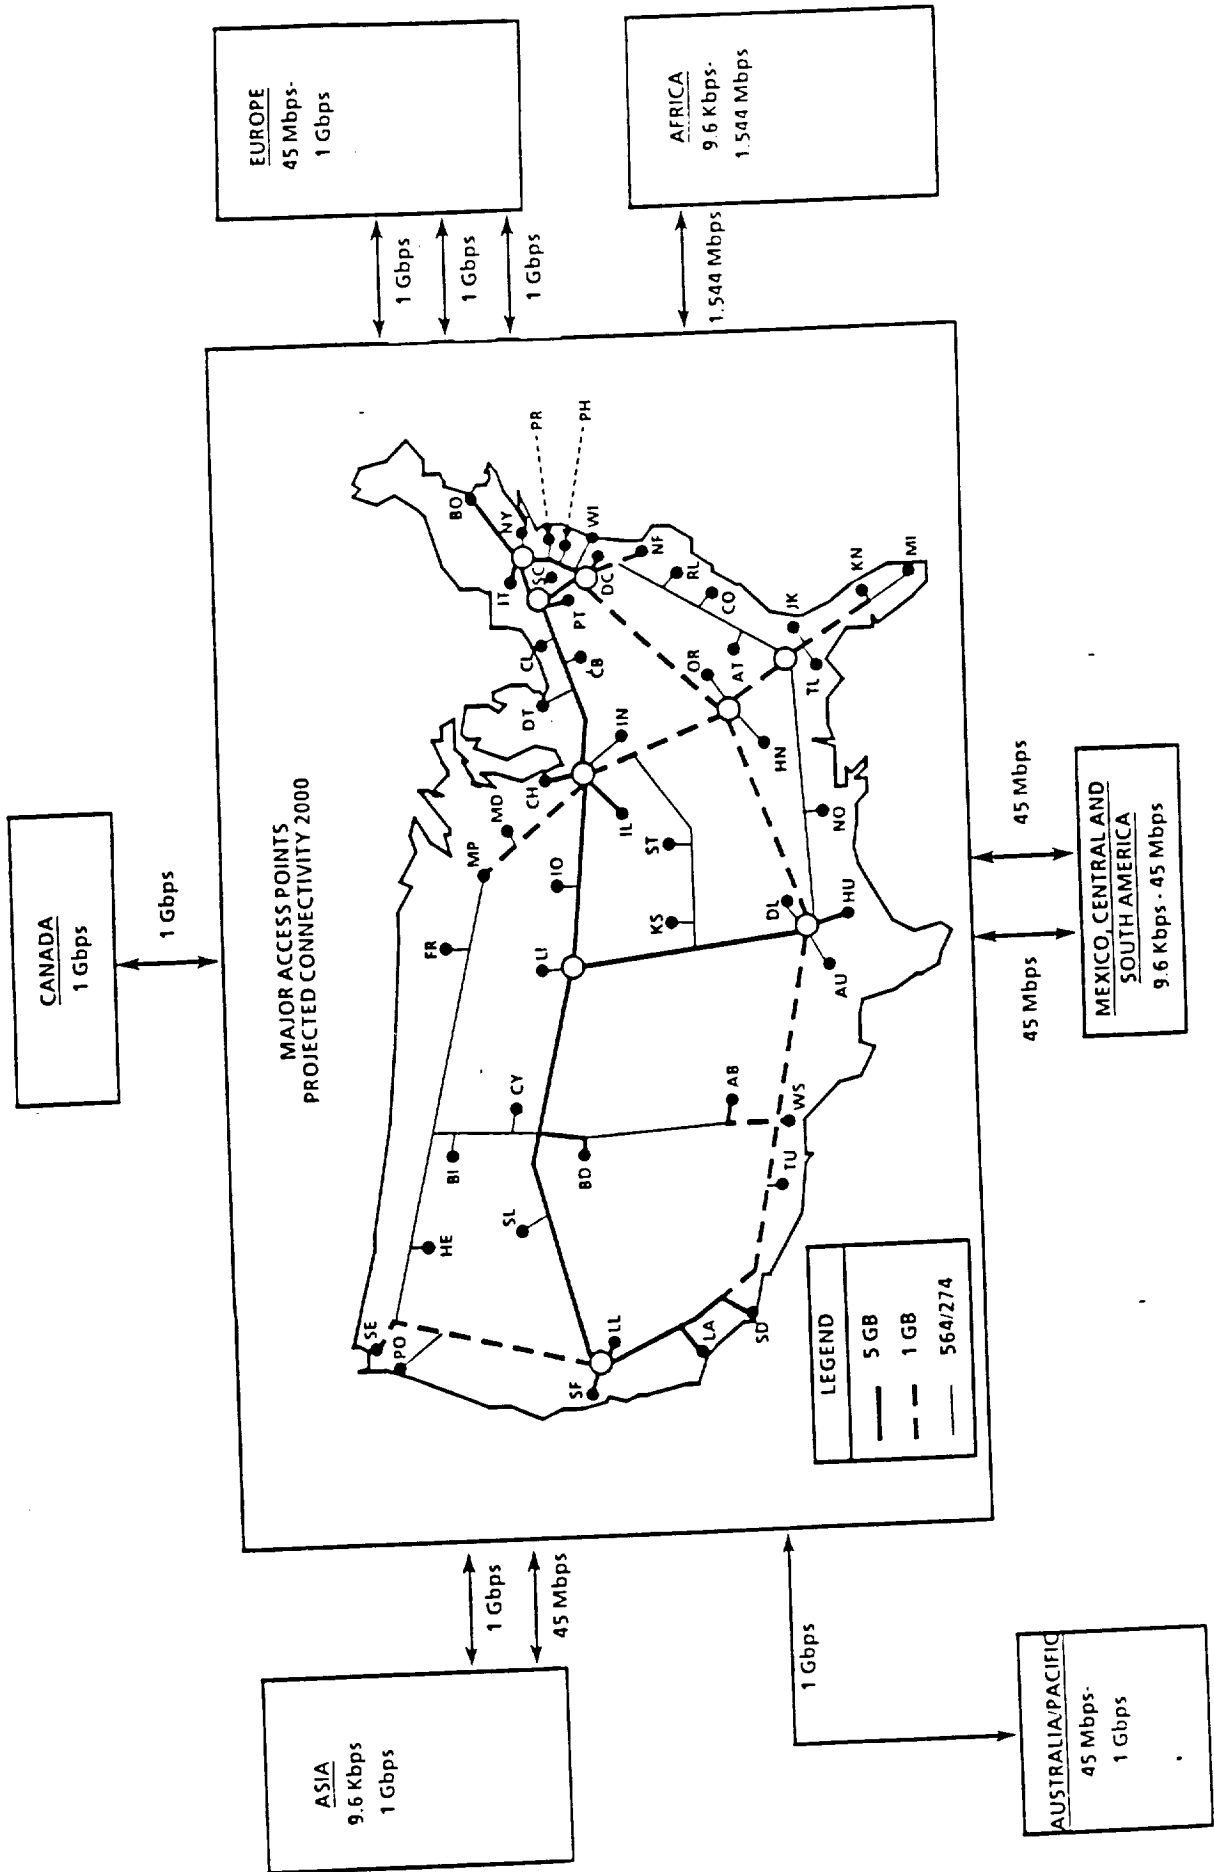 CANADA
1 Gbps
1 Gbps
EUROPE
45 Mbps-
1 Gbps
1 Gbps
1 Gbps
1 Gbps
AFRICA
9.6 Kbps-
1.544 Mbps
1.544 Mbps
ASIA
9.6 Kbps
1 Gbps
1 Gbps
45 Mbps
AUSTRALIA/PACIFIC
45 Mbps-
1 Gbps
1 Gbps
MEXICO, CENTRAL AND
SOUTH AMERICA
9.6 Kbps - 45 Mbps
45 Mbps
45 Mbps
MAJOR ACCESS POINTS
PROJECTED CONNECTIVITY 2000
SE
PO
HE
BI
CY
FR
MP
MD
CH
DT
CL
CB
IT
NY
BO
SC
PT
PR
PH
WI
DC
NF
RL
CO
AT
OR
HN
JK
TL
KN
MI
IN
IL
IO
LI
ST
KS
DL
HU
AU
NO
AB
WS
TU
BD
SL
SF
LL
LA
SD
LEGEND
5 GB
1 GB
564/274